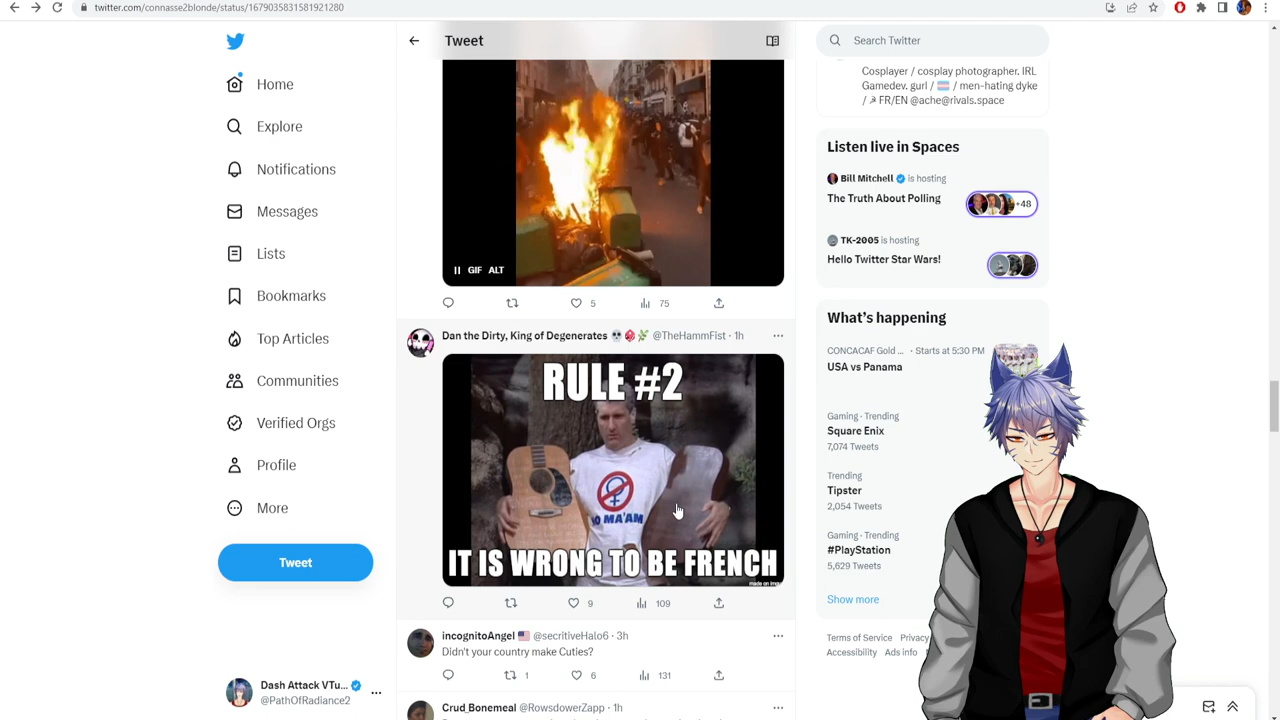 twitter.com/connasse2blonde/status/1679035831581921280
Home
Explore
Notifications
Messages
Lists
Bookmarks
Top Articles
Communities
Verified Orgs
Profile
More
Tweet
Dash Attack VTu...
@PathOfRadiance2
Tweet
GIF ALT
5
75
Dan the Dirty, King of Degenerates @TheHammFist · 1h
RULE #2
NO MA'AM
IT IS WRONG TO BE FRENCH
made on imgur
9
109
incognitoAngel @secritiveHalo6 · 3h
Didn't your country make Cuties?
1
6
131
Crud_Bonemeal @RowsdowerZapp · 1h
Search Twitter
Cosplayer / cosplay photographer. IRL
Gamedev. gurl / / men-hating dyke
/ FR/EN @ache@rivals.space
Listen live in Spaces
Bill Mitchell is hosting
The Truth About Polling
+48
TK-2005 is hosting
Hello Twitter Star Wars!
What's happening
CONCACAF Gold ... · Starts at 5:30 PM
USA vs Panama
Gaming · Trending
Square Enix
7,074 Tweets
Trending
Tipster
2,054 Tweets
Gaming · Trending
#PlayStation
5,629 Tweets
Show more
Terms of Service Privacy
Accessibility Ads info